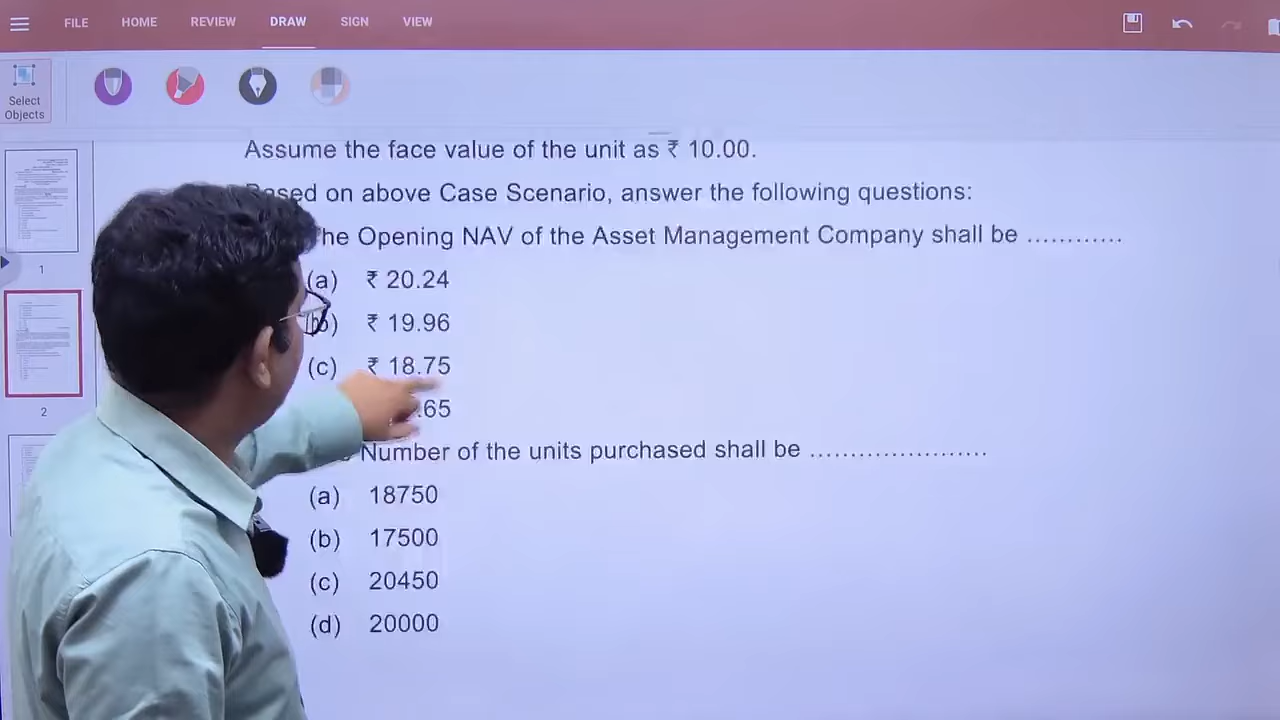 FILE HOME REVIEW DRAW SIGN VIEW
Select
Objects
Assume the face value of the unit as ₹ 10.00.
on above Case Scenario, answer the following questions:
Opening NAV of the Asset Management Company shall be ............
(a) ₹ 20.24
(b) ₹ 19.96
(c) ₹ 18.75
.65
Number of the units purchased shall be ......................
(a) 18750
(b) 17500
(c) 20450
(d) 20000
1
2